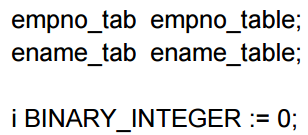 empno_tab  empno_table;
ename_tab  ename_table;
i BINARY_INTEGER := 0;